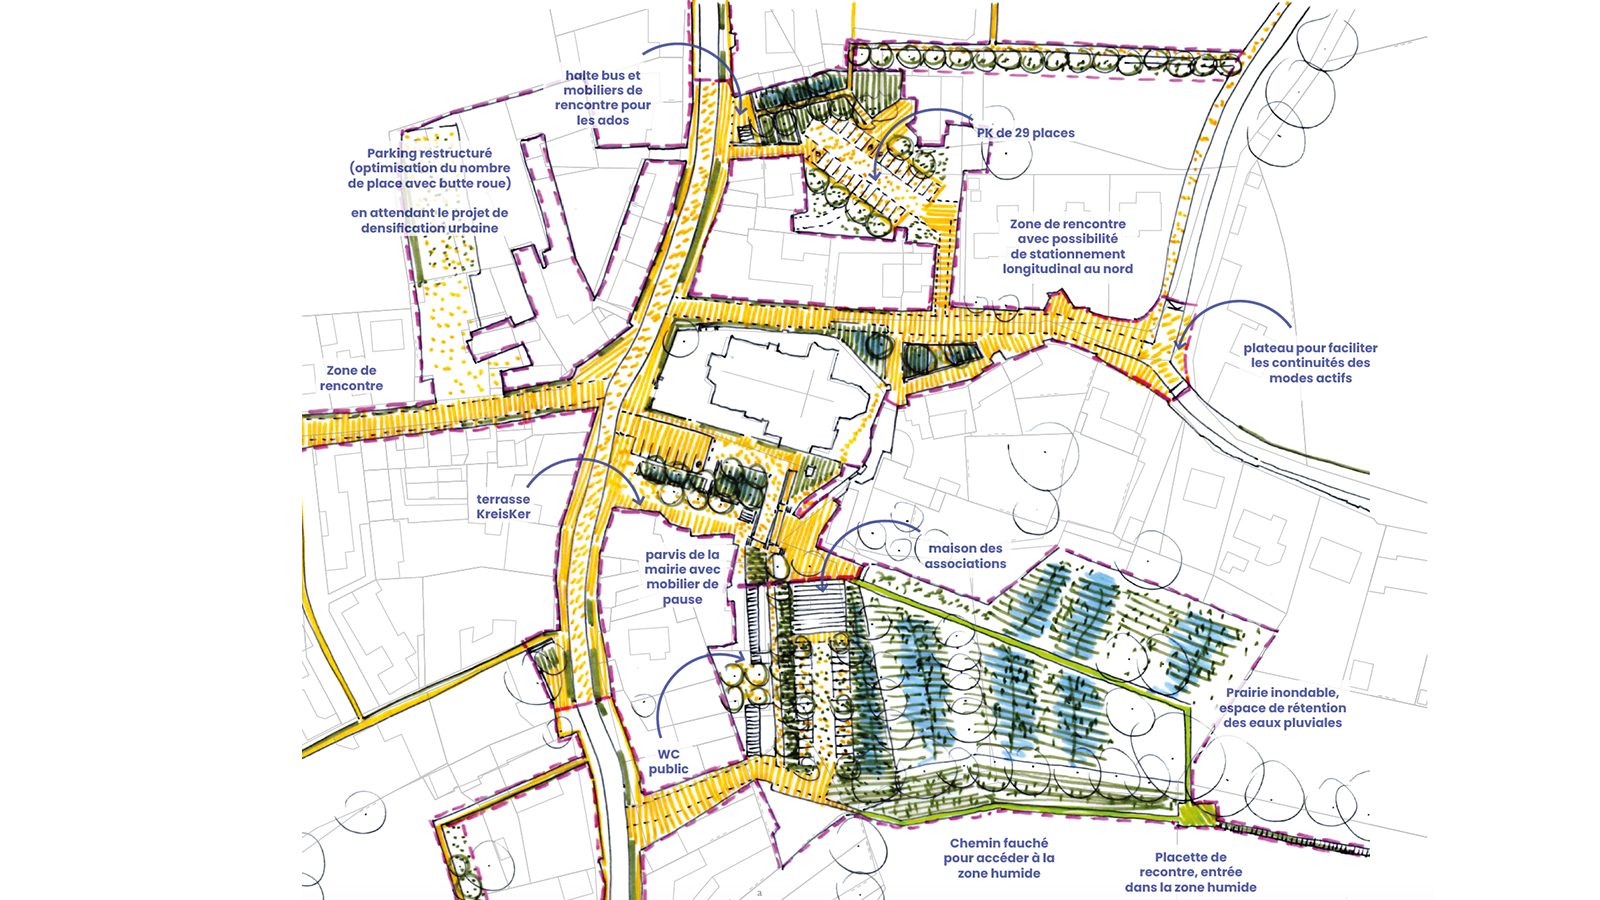 halte bus et
mobiliers de
rencontre pour
les ados
PK de 29 places
Parking restructuré
(optimisation du nombre
de place avec butte roue)
en attendant le projet de
densification urbaine
Zone de rencontre
avec possibilité
de stationnement
longitudinal au nord
plateau pour faciliter
les continuités des
modes actifs
Zone de
rencontre
terrasse
KreisKer
parvis de la
mairie avec
mobilier de
pause
maison des
associations
Prairie inondable,
espace de rétention
des eaux pluviales
WC
public
Chemin fauché
pour accéder à la
zone humide
Placette de
recontre, entrée
dans la zone humide
a